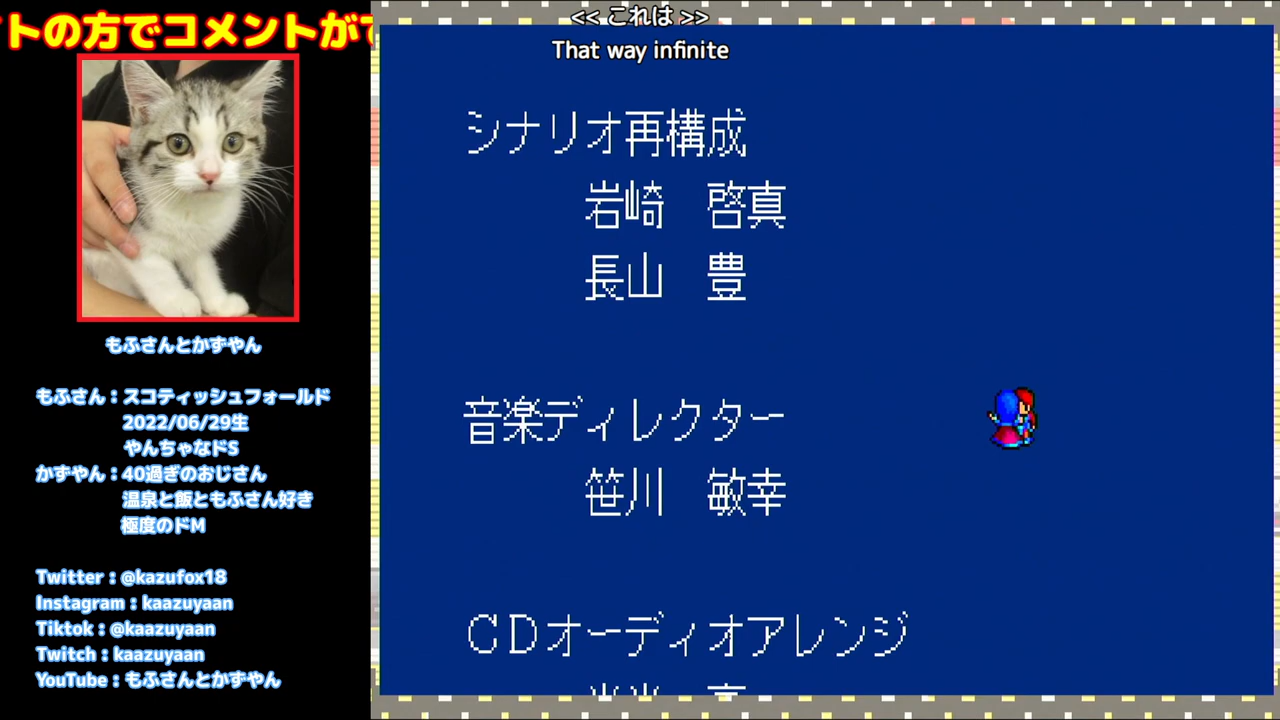 トの方でコメントがで
もふさんとかずやん
もふさん：スコティッシュフォールド
2022/06/29生
やんちゃなドS
かずやん：40過ぎのおじさん
温泉と飯ともふさん好き
極度のドM
Twitter：@kazufox18
Instagram：kaazuyaan
Tiktok：@kaazuyaan
Twitch：kaazuyaan
YouTube：もふさんとかずやん
<< これは >>
That way infinite
シナリオ再構成
岩崎　啓真
長山　豊
音楽ディレクター
笹川　敏幸
ＣＤオーディオアレンジ